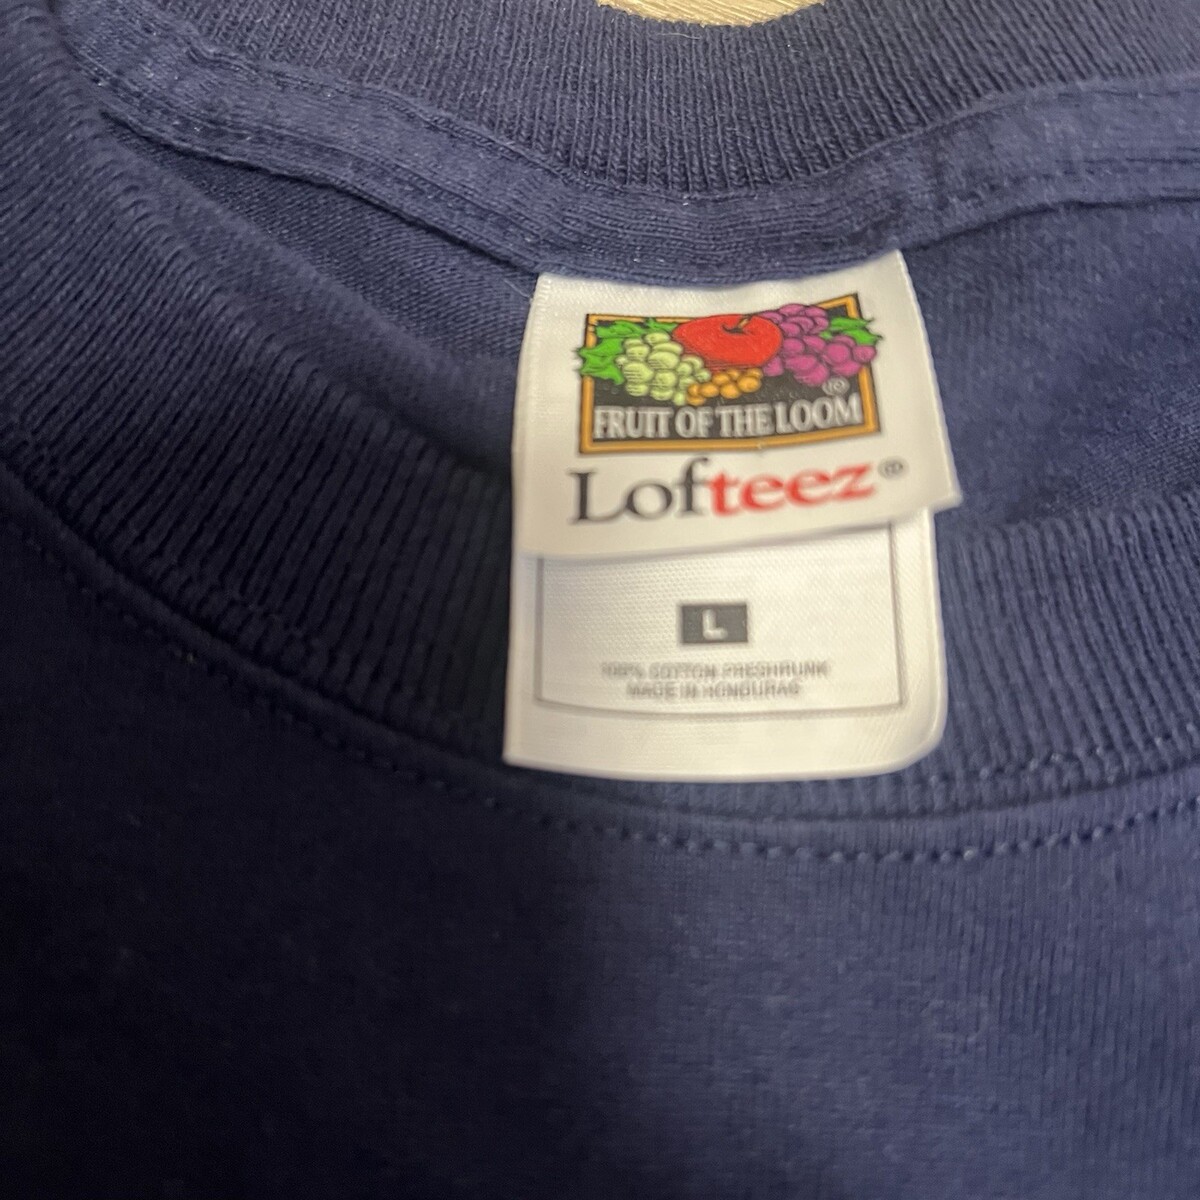 FRUIT OF THE LOOM®
Lofteez®
L
100% COTTON PRESHRUNK
MADE IN HONDURAS